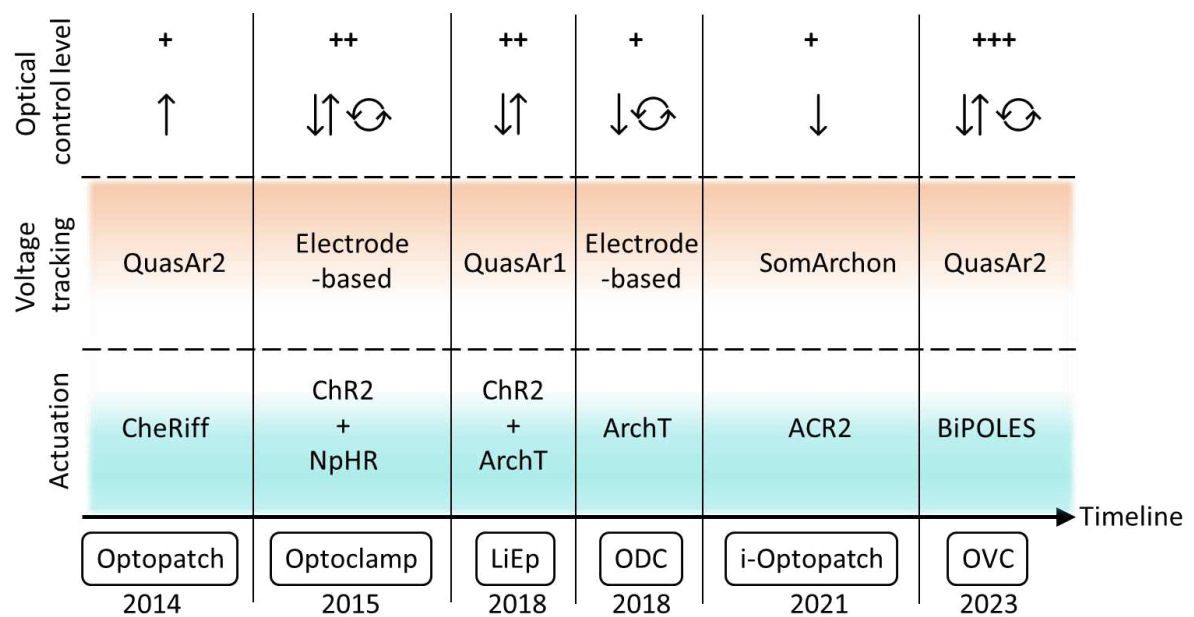 Optical
control level
+
++
++
+
+
+++
Voltage
tracking
QuasAr2
Electrode
-based
QuasAr1
Electrode
-based
SomArchon
QuasAr2
Actuation
CheRiff
ChR2
+
NpHR
ChR2
+
ArchT
ArchT
ACR2
BiPOLES
Timeline
Optopatch
Optoclamp
LiEp
ODC
i-Optopatch
OVC
2014
2015
2018
2018
2021
2023